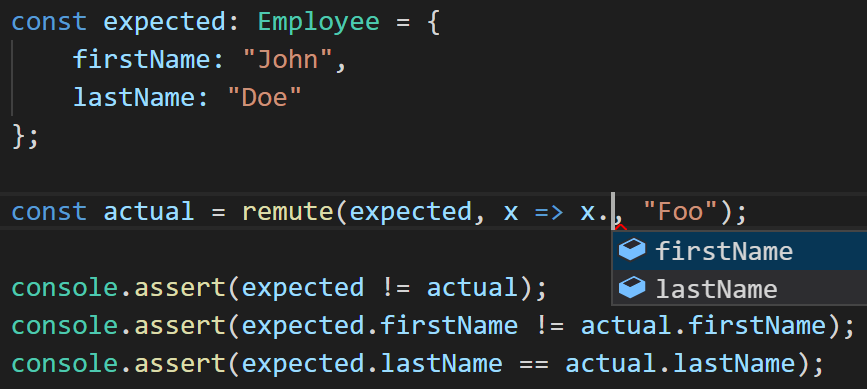 const expected: Employee = {
    firstName: "John",
    lastName: "Doe"
};
const actual = remute(expected, x => x., "Foo");
firstName
lastName
console.assert(expected != actual);
console.assert(expected.firstName != actual.firstName);
console.assert(expected.lastName == actual.lastName);